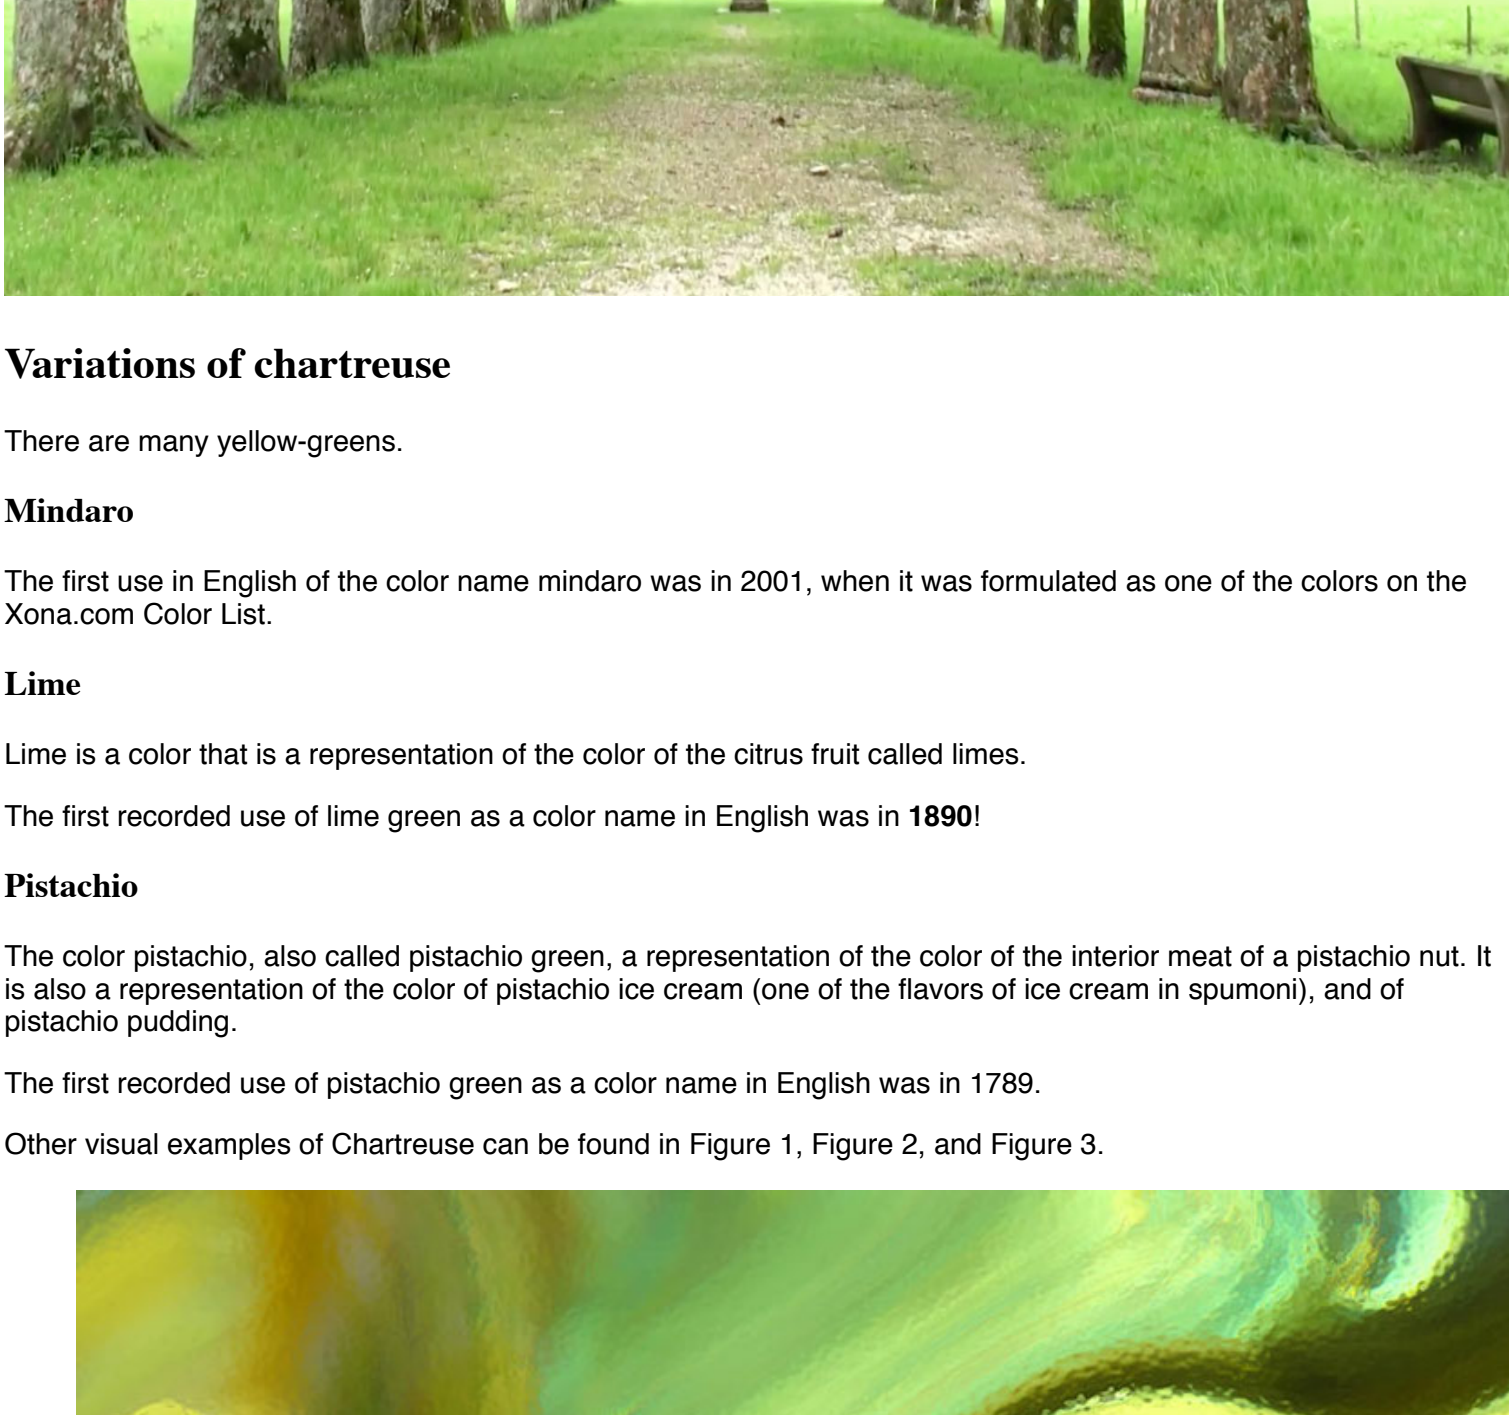 Variations of chartreuse
There are many yellow-greens.
Mindaro
The first use in English of the color name mindaro was in 2001, when it was formulated as one of the colors on the
Xona.com Color List.
Lime
Lime is a color that is a representation of the color of the citrus fruit called limes.
The first recorded use of lime green as a color name in English was in 1890!
Pistachio
The color pistachio, also called pistachio green, a representation of the color of the interior meat of a pistachio nut. It
is also a representation of the color of pistachio ice cream (one of the flavors of ice cream in spumoni), and of
pistachio pudding.
The first recorded use of pistachio green as a color name in English was in 1789.
Other visual examples of Chartreuse can be found in Figure 1, Figure 2, and Figure 3.